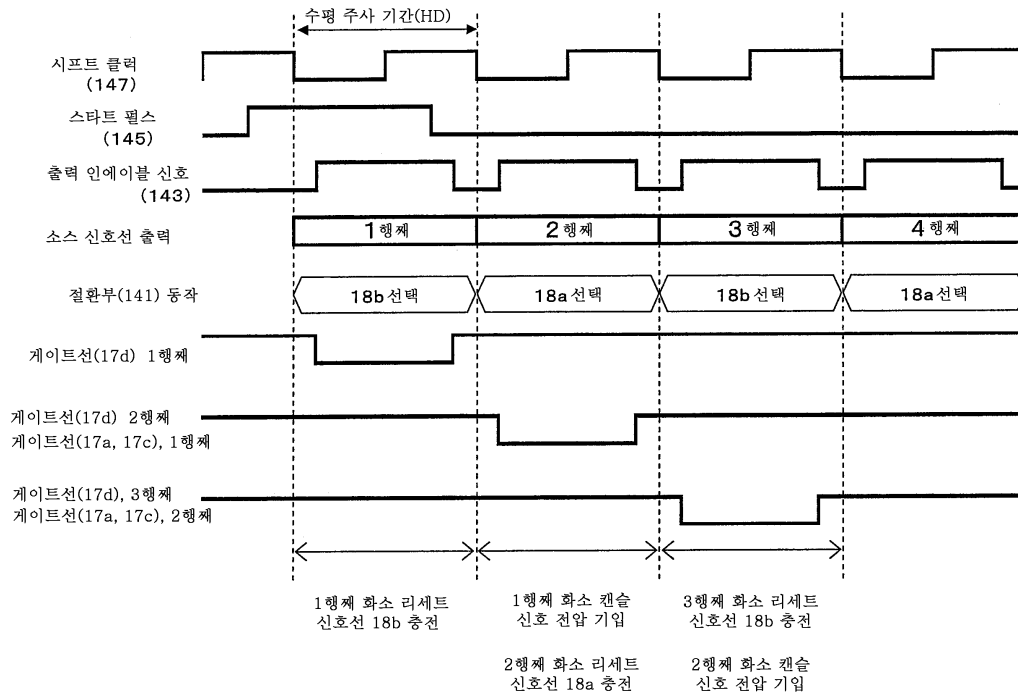 수평 주사 기간(HD)
시프트 클럭
(147)
스타트 펄스
(145)
출력 인에이블 신호
(143)
소스 신호선 출력
1행째
2행째
3행째
4행째
절환부(141) 동작
18b선택
18a선택
18b선택
18a선택
게이트선(17d) 1행째
게이트선(17d) 2행째
게이트선(17a, 17c), 1행째
게이트선(17d), 3행째
게이트선(17a, 17c), 2행째
1행째 화소 리세트
신호선 18b 충전
1행째 화소 캔슬
신호 전압 기입
3행째 화소 리세트
신호선 18b 충전
2행째 화소 리세트
신호선 18a 충전
2행째 화소 캔슬
신호 전압 기입